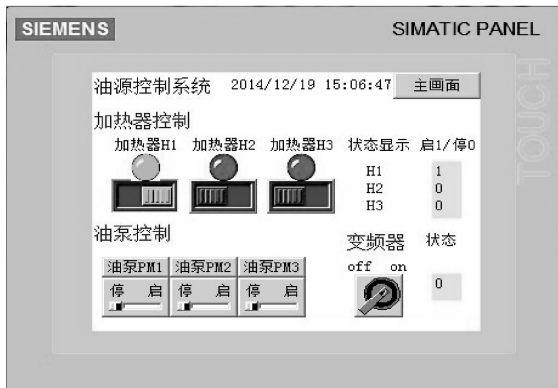 SIEMENS
SIMATIC PANEL
TOUCH
油源控制系统 2014/12/19 15:06:47 主画面
加热器控制
加热器H1 加热器H2 加热器H3 状态显示 启1/停0
H1 1
H2 0
H3 0
油泵控制
变频器 状态
油泵PM1 油泵PM2 油泵PM3
off on
停 启 停 启 停 启
0